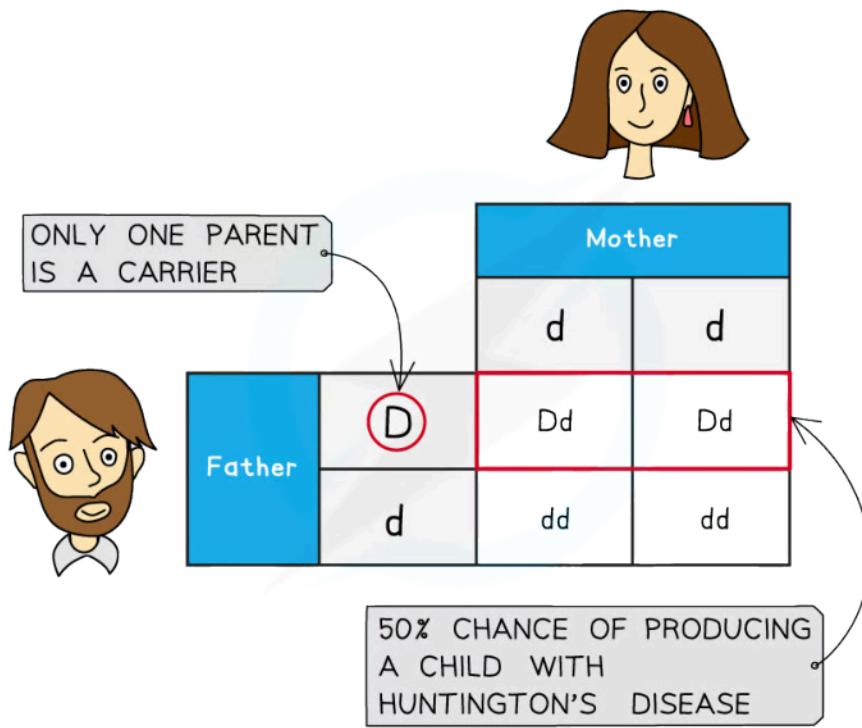 ONLY ONE PARENT
IS A CARRIER
Mother
d d
Father
D Dd Dd
d dd dd
50% CHANCE OF PRODUCING
A CHILD WITH
HUNTINGTON'S DISEASE